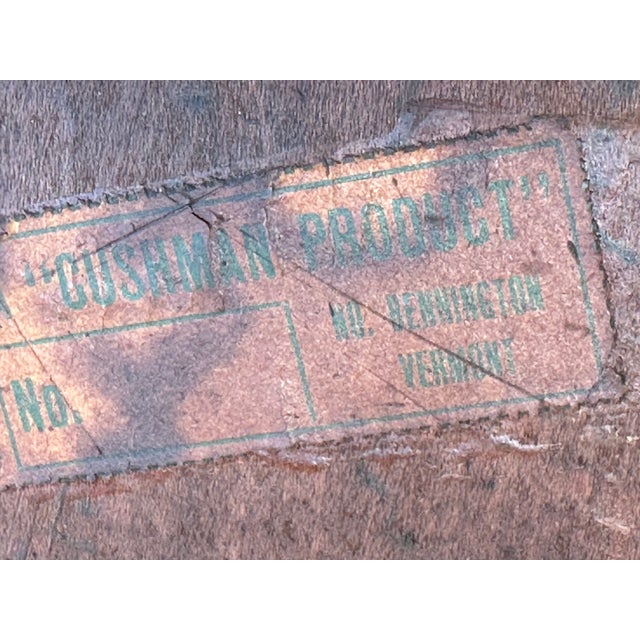 A "CUSHMAN PRODUCT"
No.
NO. BENNINGTON
VERMONT